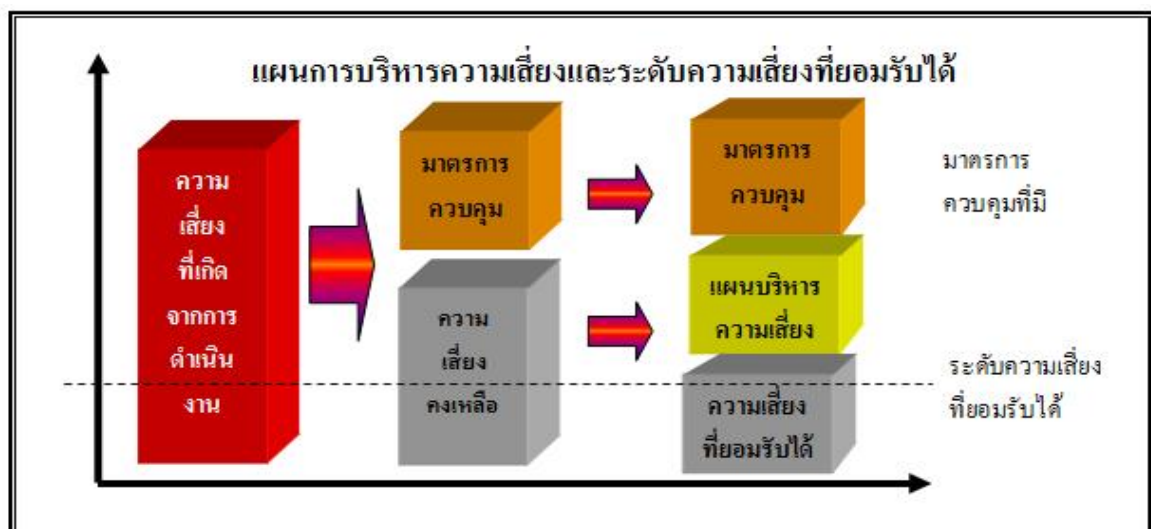 แผนการบริหารความเสี่ยงและระดับความเสี่ยงที่ยอมรับได้
ความ
เสี่ยง
ที่เกิด
จากการ
ดำเนิน
งาน
มาตรการ
ควบคุม
ความ
เสี่ยง
คงเหลือ
มาตรการ
ควบคุม
แผนบริหาร
ความเสี่ยง
ความเสี่ยง
ที่ยอมรับได้
มาตรการ
ควบคุมที่มี
ระดับความเสี่ยง
ที่ยอมรับได้